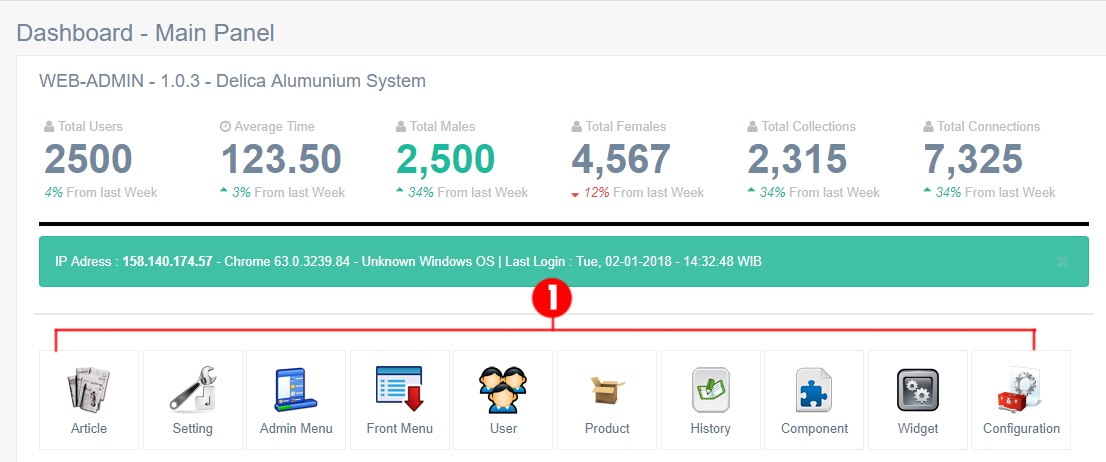 Dashboard - Main Panel
WEB-ADMIN - 1.0.3 - Delica Alumunium System
Total Users Average Time Total Males Total Females Total Collections Total Connections
2500 123.50 2,500 4,567 2,315 7,325
4% From last Week 3% From last Week 34% From last Week 12% From last Week 34% From last Week 34% From last Week
IP Adress : 158.140.174.57 - Chrome 63.0.3239.84 - Unknown Windows OS | Last Login : Tue, 02-01-2018 - 14:32:48 WIB ×
1
Article Setting Admin Menu Front Menu User Product History Component Widget Configuration